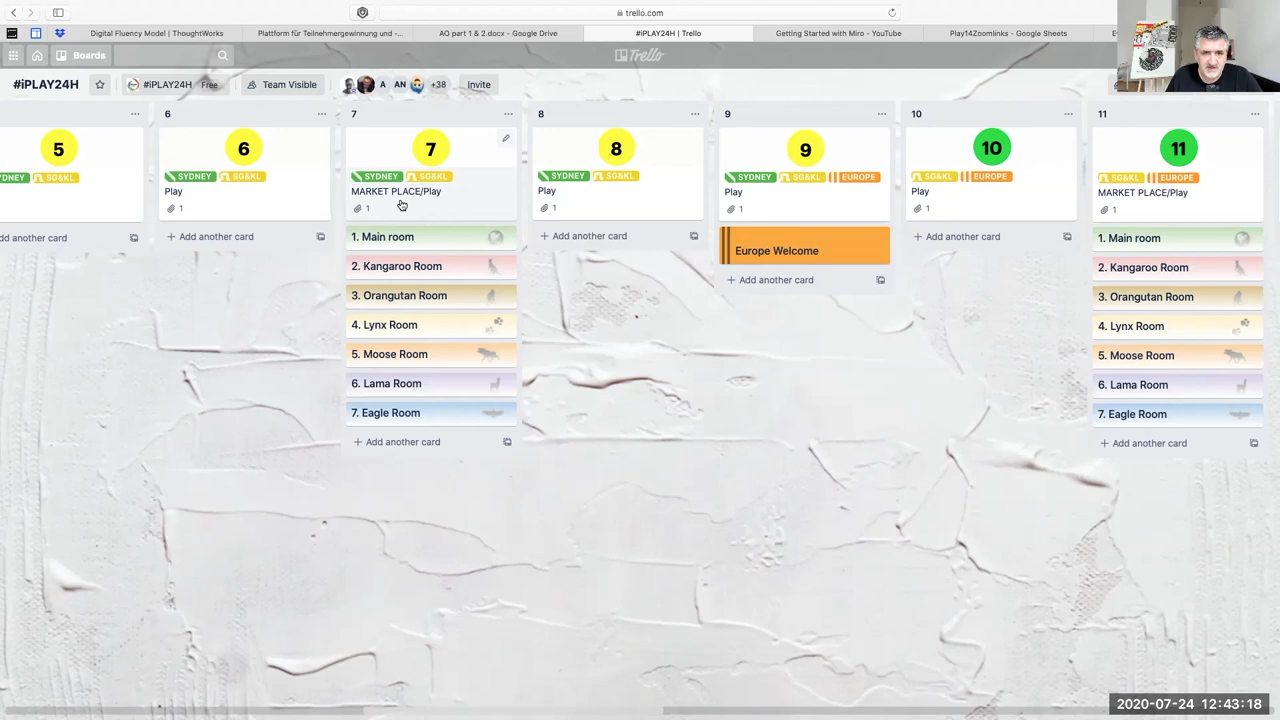 trello.com
Digital Fluency Model | ThoughtWorks
Plattform für Teilnehmergewinnung und -...
AO part 1 & 2.docx - Google Drive
#iPLAY24H | Trello
Getting Started with Miro - YouTube
Play14Zoomlinks - Google Sheets
Boards
Trello
#iPLAY24H
#iPLAY24H Free
Team Visible
A
AN
+38
Invite
5
SG&KL
Add another card
6
6
SYDNEY SG&KL
Play
1
Add another card
7
7
SYDNEY SG&KL
MARKET PLACE/Play
1
1. Main room
2. Kangaroo Room
3. Orangutan Room
4. Lynx Room
5. Moose Room
6. Lama Room
7. Eagle Room
Add another card
8
8
SYDNEY SG&KL
Play
1
Add another card
9
9
SYDNEY SG&KL EUROPE
Play
1
Europe Welcome
Add another card
10
10
SG&KL EUROPE
Play
1
Add another card
11
11
SG&KL EUROPE
MARKET PLACE/Play
1
1. Main room
2. Kangaroo Room
3. Orangutan Room
4. Lynx Room
5. Moose Room
6. Lama Room
7. Eagle Room
Add another card
2020-07-24 12:43:18